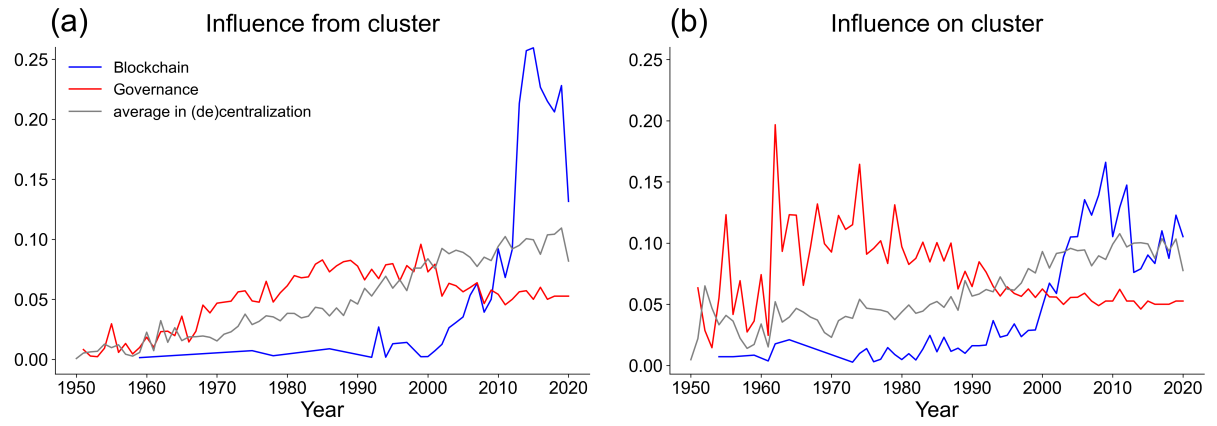 (a) Influence from cluster
0.25
0.20
0.15
0.10
0.05
0.00
Blockchain
Governance
average in (de)centralization
1950 1960 1970 1980 1990 2000 2010 2020
Year
(b) Influence on cluster
0.25
0.20
0.15
0.10
0.05
0.00
1950 1960 1970 1980 1990 2000 2010 2020
Year